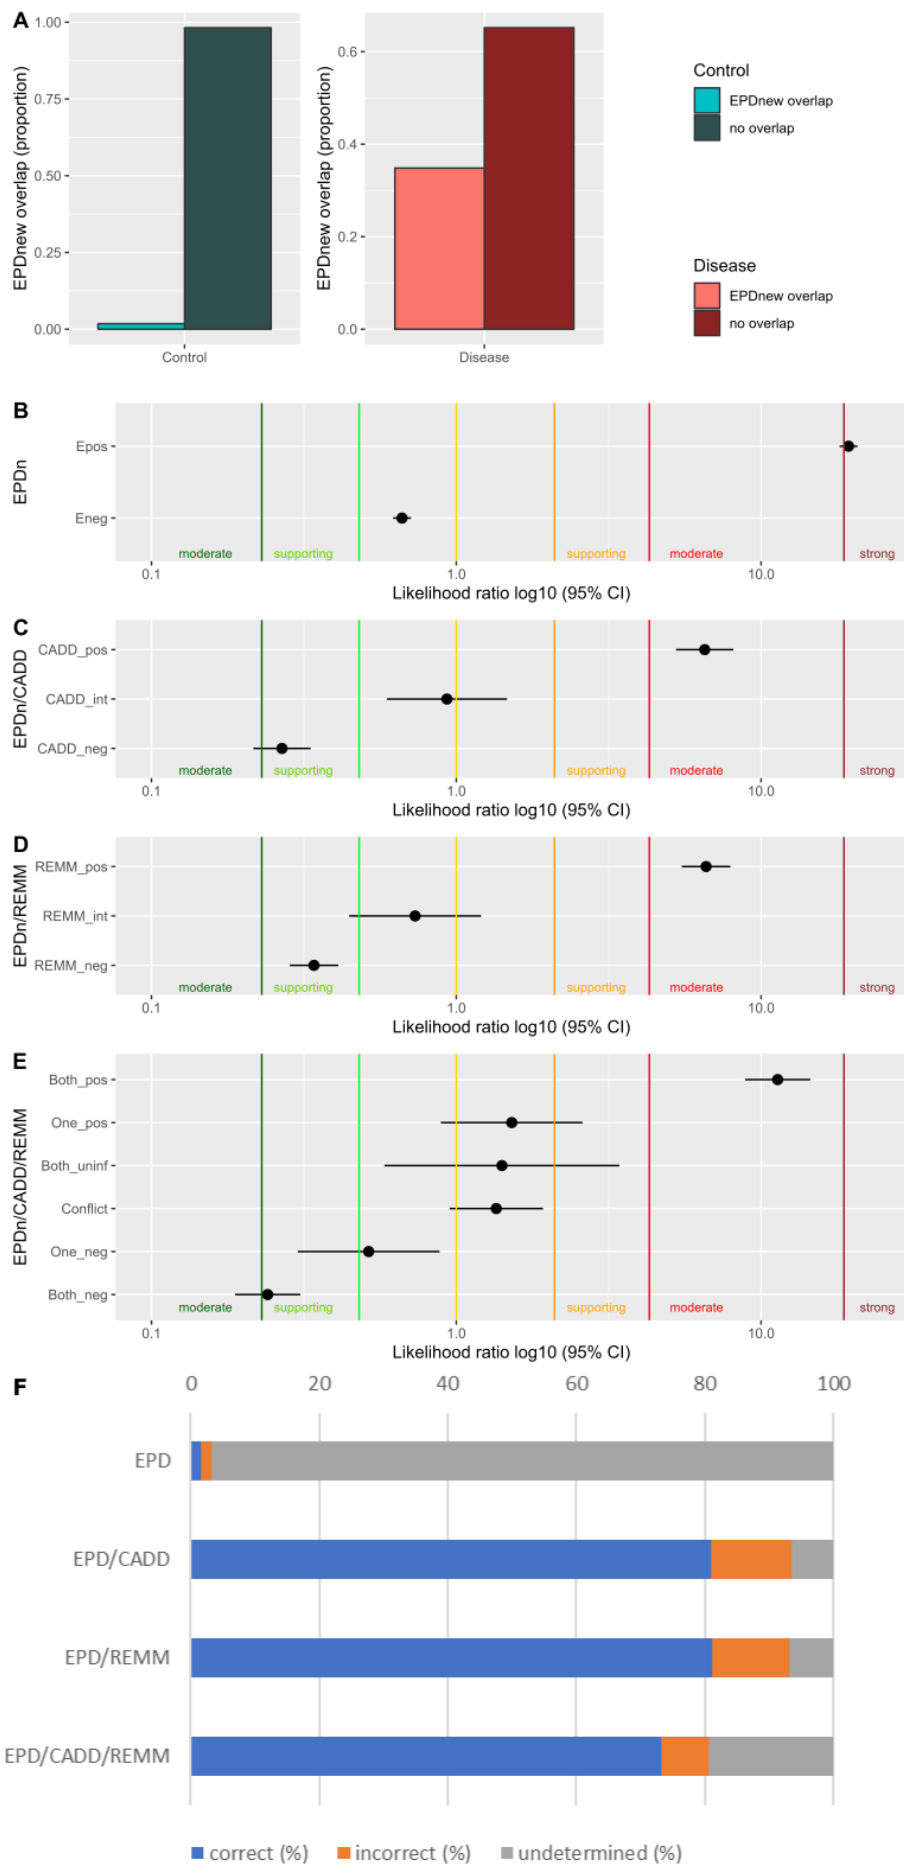 A
EPDnew overlap (proportion)
1.00
0.75
0.50
0.25
0.00
Control
EPDnew overlap (proportion)
0.6
0.4
0.2
0.0
Disease
Control
EPDnew overlap
no overlap
Disease
EPDnew overlap
no overlap
B
EPDn
Epos
Eneg
moderate supporting supporting moderate strong
0.1 1.0 10.0
Likelihood ratio log10 (95% CI)
C
EPDn/CADD
CADD_pos
CADD_int
CADD_neg
moderate supporting supporting moderate strong
0.1 1.0 10.0
Likelihood ratio log10 (95% CI)
D
EPDn/REMM
REMM_pos
REMM_int
REMM_neg
moderate supporting supporting moderate strong
0.1 1.0 10.0
Likelihood ratio log10 (95% CI)
E
EPDn/CADD/REMM
Both_pos
One_pos
Both_uninf
Conflict
One_neg
Both_neg
moderate supporting supporting moderate strong
0.1 1.0 10.0
Likelihood ratio log10 (95% CI)
F
0 20 40 60 80 100
EPD
EPD/CADD
EPD/REMM
EPD/CADD/REMM
correct (%) incorrect (%) undetermined (%)